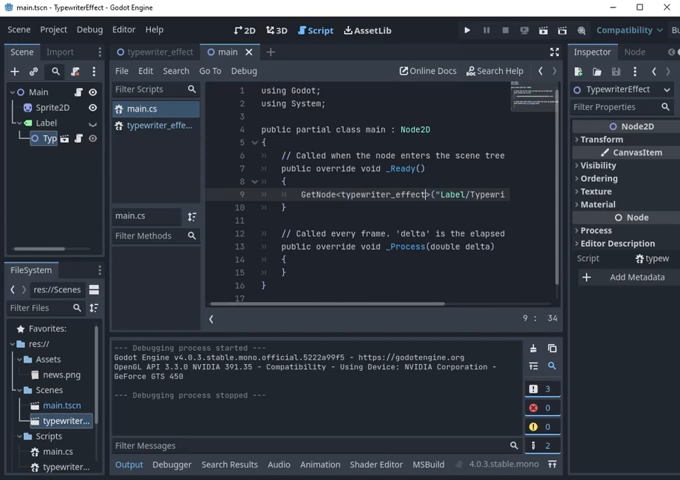 main.tscn - TypewriterEffect - Godot Engine
Scene Project Debug Editor Help
2D 3D Script AssetLib
Compatibility
Scene Import
Main
Sprite2D
Label
Typ
FileSystem
res://Scenes
Filter Files
Favorites:
res://
Assets
news.png
Scenes
main.tscn
typewriter...
Scripts
main.cs
typewriter...
typewriter_effect main
File Edit Search Go To Debug
Online Docs Search Help
Filter Scripts
main.cs
typewriter_effe...
main.cs
Filter Methods
1 using Godot;
2 using System;
3
4 public partial class main : Node2D
5 {
6 // Called when the node enters the scene tree
7 public override void _Ready()
8 {
9 GetNode<typewriter_effect>("Label/Typewri
10 }
11
12 // Called every frame. 'delta' is the elapsed
13 public override void _Process(double delta)
14 {
15 }
16 }
17
9 : 34
--- Debugging process started ---
Godot Engine v4.0.3.stable.mono.official.5222a99f5 - https://godotengine.org
OpenGL API 3.3.0 NVIDIA 391.35 - Compatibility - Using Device: NVIDIA Corporation -
GeForce GTS 450
--- Debugging process stopped ---
3
0
0
2
Filter Messages
Output Debugger Search Results Audio Animation Shader Editor MSBuild 4.0.3.stable.mono
Inspector Node
TypewriterEffect
Filter Properties
Node2D
Transform
CanvasItem
Visibility
Ordering
Texture
Material
Node
Process
Editor Description
Script typew
Add Metadata